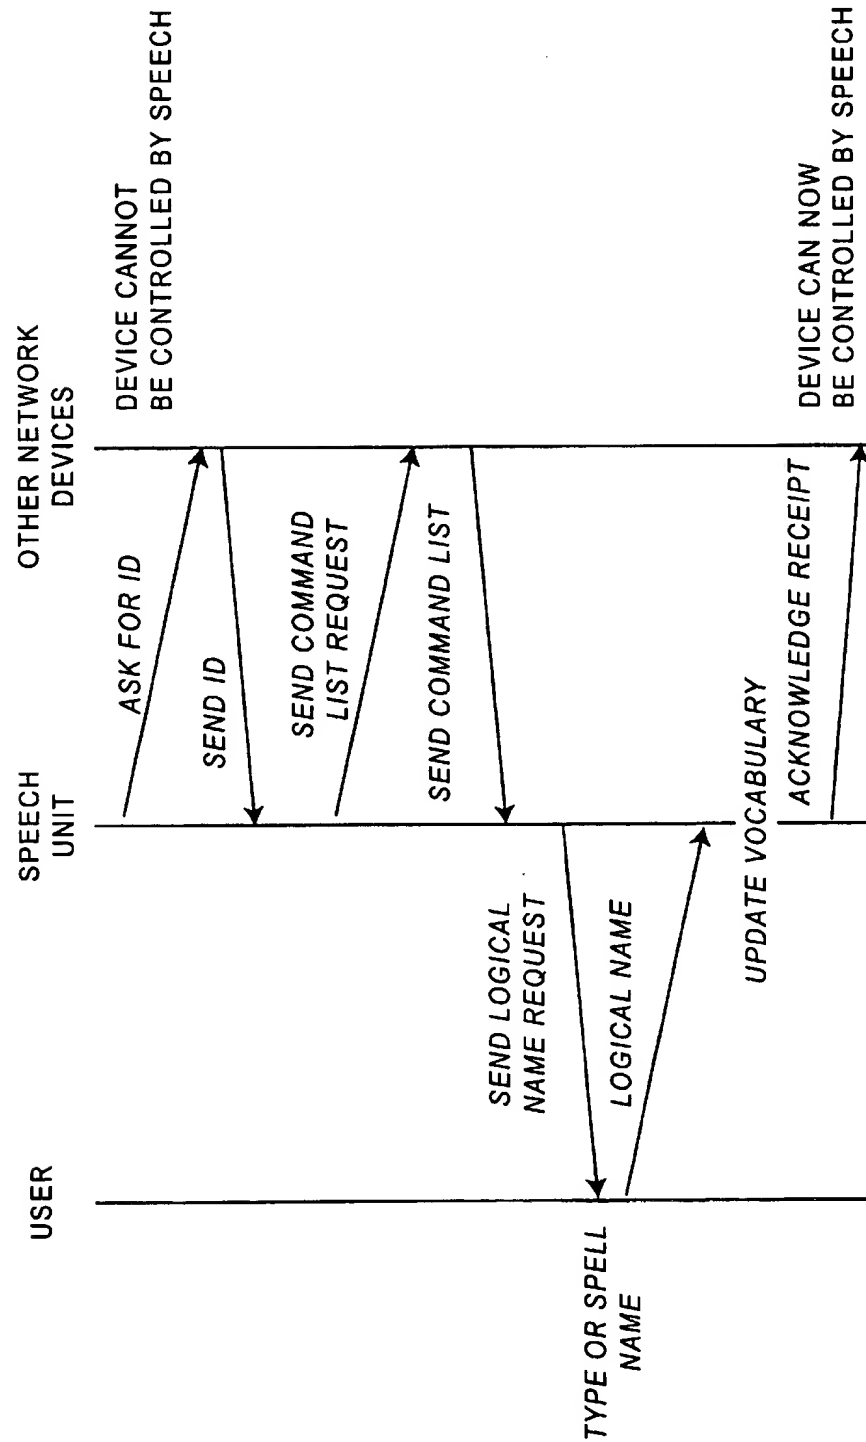 USER
SPEECH
UNIT
OTHER NETWORK
DEVICES
DEVICE CANNOT
BE CONTROLLED BY SPEECH
ASK FOR ID
SEND ID
SEND COMMAND
LIST REQUEST
SEND COMMAND LIST
SEND LOGICAL
NAME REQUEST
TYPE OR SPELL
NAME
LOGICAL NAME
UPDATE VOCABULARY
ACKNOWLEDGE RECEIPT
DEVICE CAN NOW
BE CONTROLLED BY SPEECH